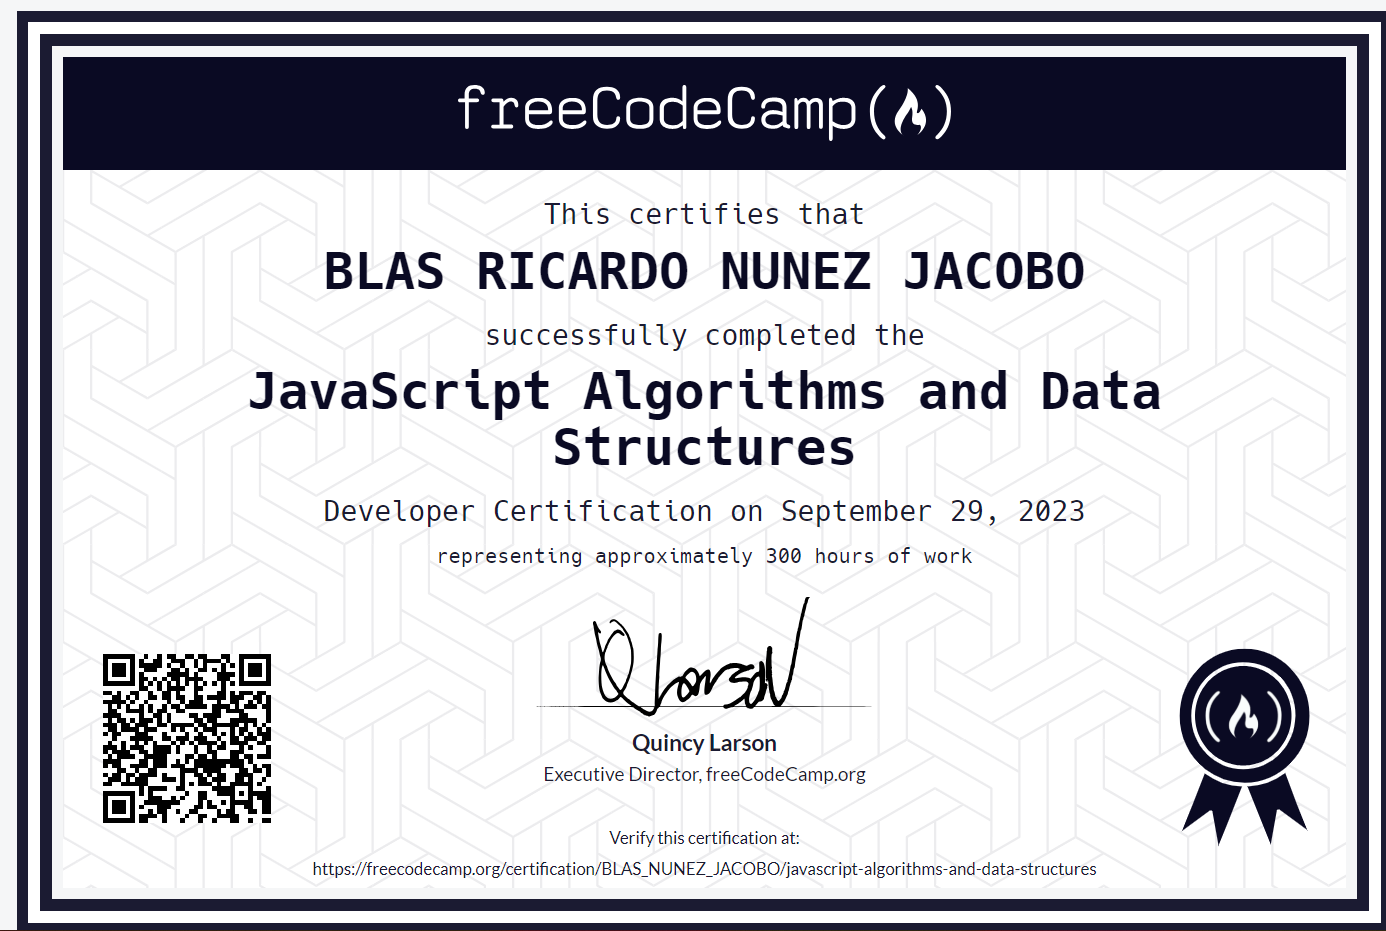 freeCodeCamp
This certifies that
BLAS RICARDO NUNEZ JACOBO
successfully completed the
JavaScript Algorithms and Data
Structures
Developer Certification on September 29, 2023
representing approximately 300 hours of work
Quincy Larson
Executive Director, freeCodeCamp.org
Verify this certification at:
https://freecodecamp.org/certification/BLAS_NUNEZ_JACOBO/javascript-algorithms-and-data-structures